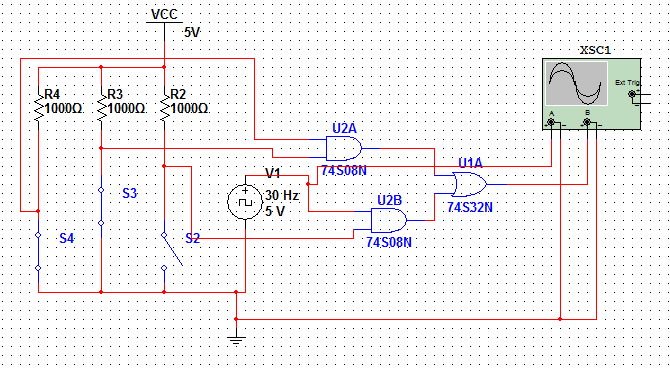 VCC
5V
XSC1
Ext Trig
+
-
A
B
+ - + -
R4
1000Ω
R3
1000Ω
R2
1000Ω
U2A
74S08N
V1
30 Hz
5 V
U1A
74S32N
S3
U2B
74S08N
S4
S2